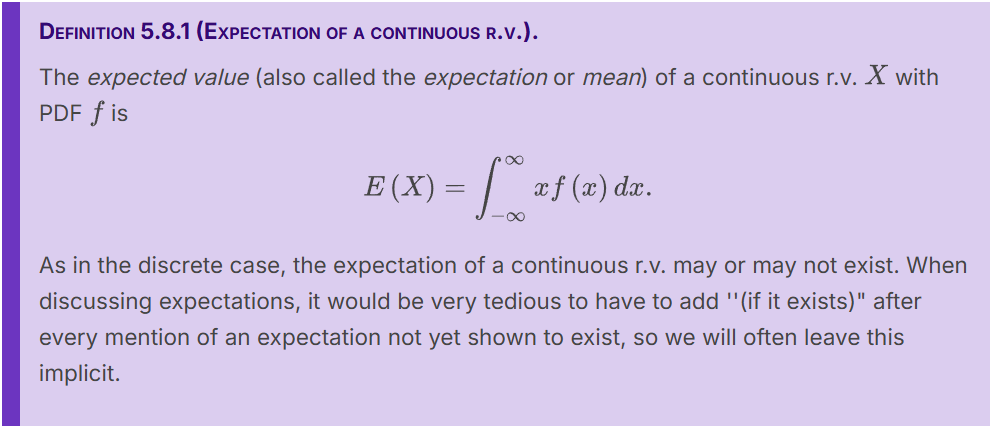 DEFINITION 5.8.1 (EXPECTATION OF A CONTINUOUS R.V.).
The expected value (also called the expectation or mean) of a continuous r.v. X with
PDF f is
E (X) = ∫_{-∞}^{∞} x f (x) dx.
As in the discrete case, the expectation of a continuous r.v. may or may not exist. When
discussing expectations, it would be very tedious to have to add ''(if it exists)" after
every mention of an expectation not yet shown to exist, so we will often leave this
implicit.